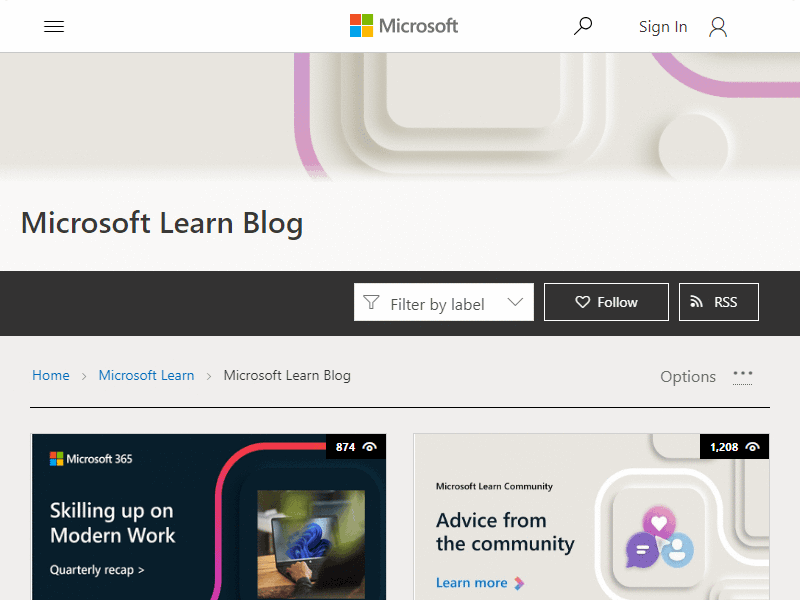 Microsoft
Sign In
Microsoft Learn Blog
Filter by label
Follow
RSS
Home
Microsoft Learn
Microsoft Learn Blog
Options
874
Microsoft 365
Skilling up on
Modern Work
Quarterly recap >
1,208
Microsoft Learn Community
Advice from
the community
Learn more